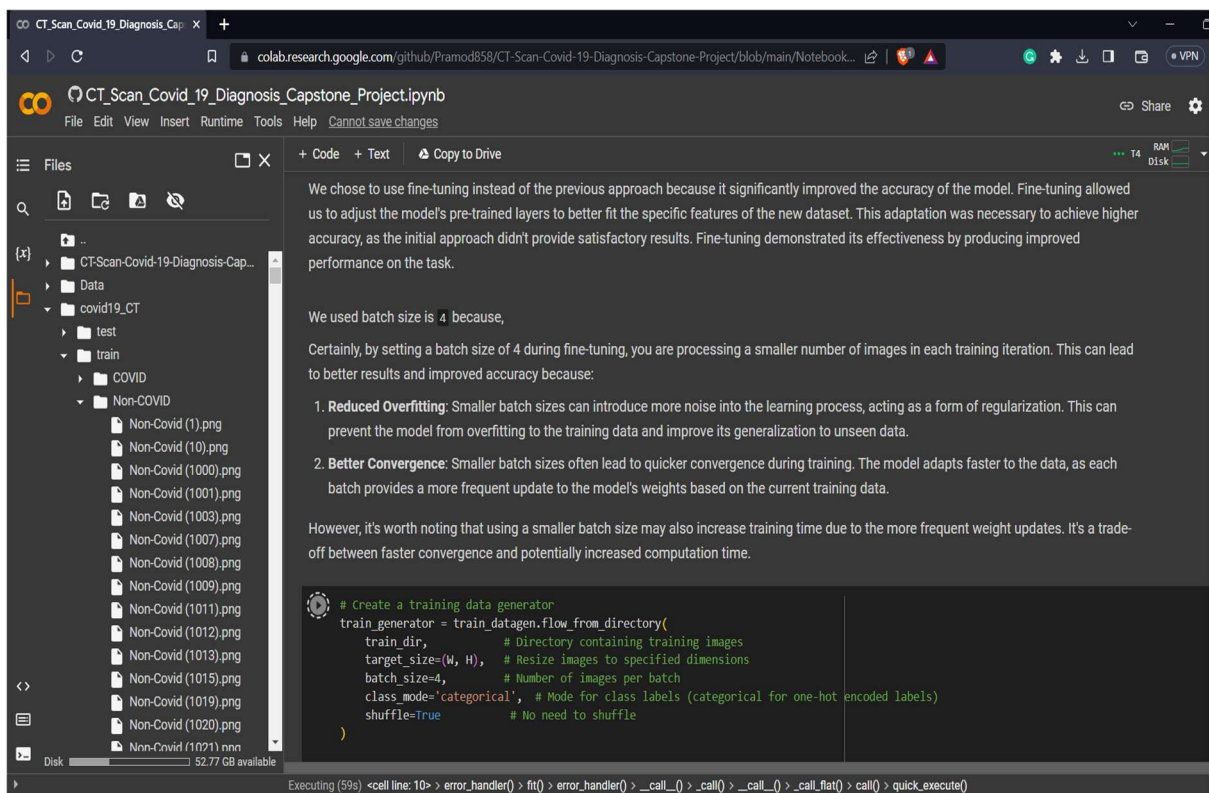 CT_Scan_Covid_19_Diagnosis_Cap
colab.research.google.com/github/Pramod858/CT-Scan-Covid-19-Diagnosis-Capstone-Project/blob/main/Notebook...
VPN
CT_Scan_Covid_19_Diagnosis_Capstone_Project.ipynb
Share
File Edit View Insert Runtime Tools Help Cannot save changes
Files
+ Code + Text Copy to Drive
T4 RAM
Disk
We chose to use fine-tuning instead of the previous approach because it significantly improved the accuracy of the model. Fine-tuning allowed
us to adjust the model's pre-trained layers to better fit the specific features of the new dataset. This adaptation was necessary to achieve higher
accuracy, as the initial approach didn't provide satisfactory results. Fine-tuning demonstrated its effectiveness by producing improved
performance on the task.
We used batch size is 4 because,
Certainly, by setting a batch size of 4 during fine-tuning, you are processing a smaller number of images in each training iteration. This can lead
to better results and improved accuracy because:
1. Reduced Overfitting: Smaller batch sizes can introduce more noise into the learning process, acting as a form of regularization. This can
prevent the model from overfitting to the training data and improve its generalization to unseen data.
2. Better Convergence: Smaller batch sizes often lead to quicker convergence during training. The model adapts faster to the data, as each
batch provides a more frequent update to the model's weights based on the current training data.
However, it's worth noting that using a smaller batch size may also increase training time due to the more frequent weight updates. It's a trade-
off between faster convergence and potentially increased computation time.
# Create a training data generator
train_generator = train_datagen.flow_from_directory(
train_dir, # Directory containing training images
target_size=(W, H), # Resize images to specified dimensions
batch_size=4, # Number of images per batch
class_mode='categorical', # Mode for class labels (categorical for one-hot encoded labels)
shuffle=True # No need to shuffle
)
{x}
..
CT-Scan-Covid-19-Diagnosis-Cap...
Data
covid19_CT
test
train
COVID
Non-COVID
Non-Covid (1).png
Non-Covid (10).png
Non-Covid (1000).png
Non-Covid (1001).png
Non-Covid (1003).png
Non-Covid (1007).png
Non-Covid (1008).png
Non-Covid (1009).png
Non-Covid (1011).png
Non-Covid (1012).png
Non-Covid (1013).png
Non-Covid (1015).png
Non-Covid (1019).png
Non-Covid (1020).png
Non-Covid (1021).png
Disk 52.77 GB available
Executing (59s) <cell line: 10> > error_handler() > fit() > error_handler() > __call__() > _call() > __call__() > _call_flat() > call() > quick_execute()